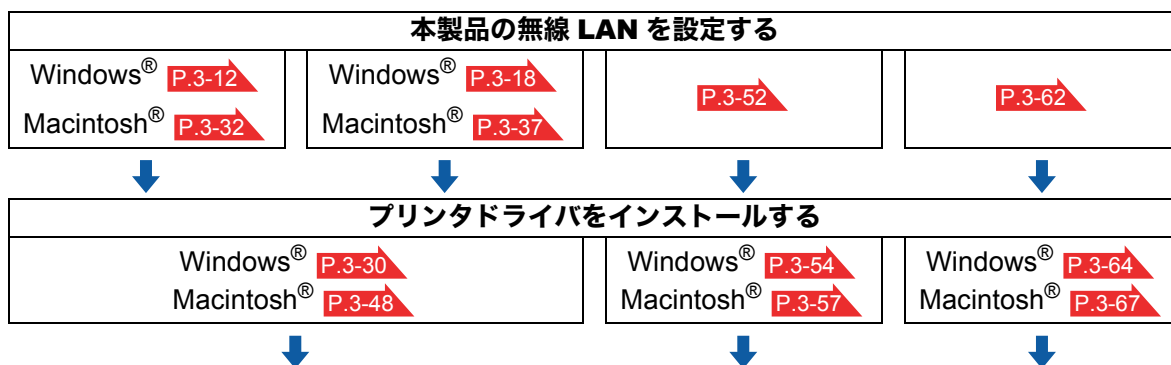 本製品の無線 LAN を設定する
Windows® P.3-12
Macintosh® P.3-32
Windows® P.3-18
Macintosh® P.3-37
P.3-52
P.3-62
プリンタドライバをインストールする
Windows® P.3-30
Macintosh® P.3-48
Windows® P.3-54
Macintosh® P.3-57
Windows® P.3-64
Macintosh® P.3-67